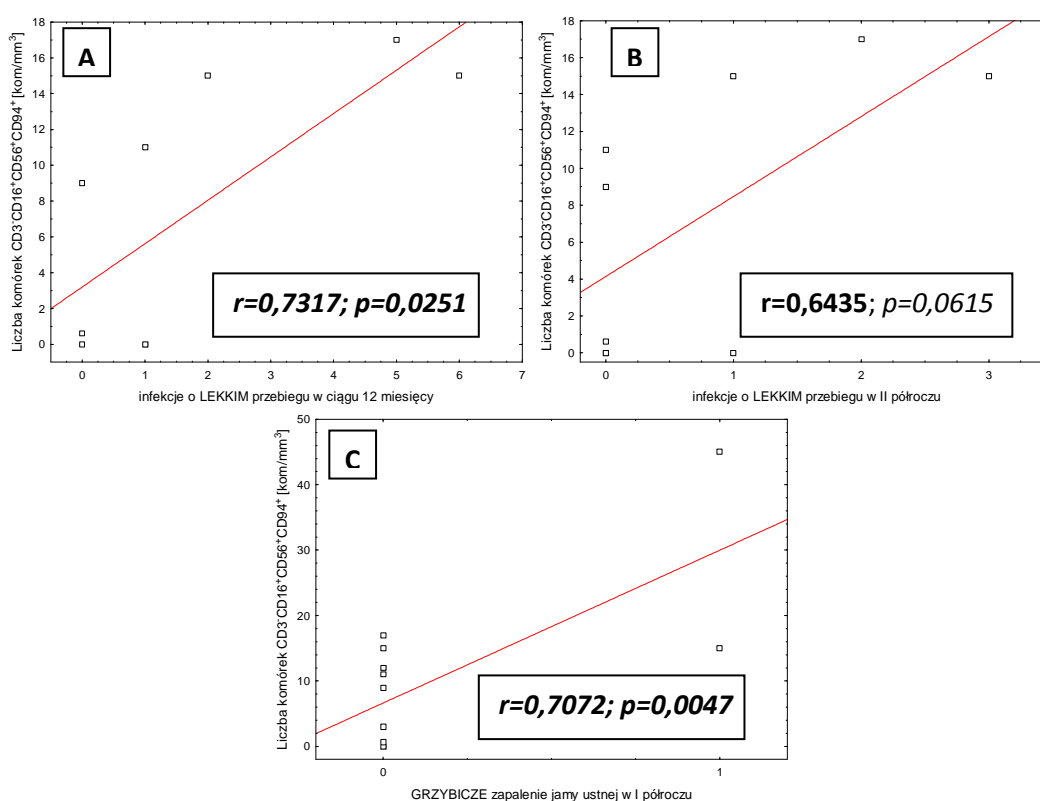 A
Liczba komórek CD3⁻CD16⁺CD56⁺CD94⁺ [kom/mm³]
18
16
14
12
10
8
6
4
2
0
r=0,7317; p=0,0251
0 1 2 3 4 5 6 7
infekcje o LEKKIM przebiegu w ciągu 12 miesięcy
B
Liczba komórek CD3⁻CD16⁺CD56⁺CD94⁺ [kom/mm³]
18
16
14
12
10
8
6
4
2
0
r=0,6435; p=0,0615
0 1 2 3
infekcje o LEKKIM przebiegu w II półroczu
C
Liczba komórek CD3⁻CD16⁺CD56⁺CD94⁺ [kom/mm³]
50
40
30
20
10
0
r=0,7072; p=0,0047
0 1
GRZYBICZE zapalenie jamy ustnej w I półroczu